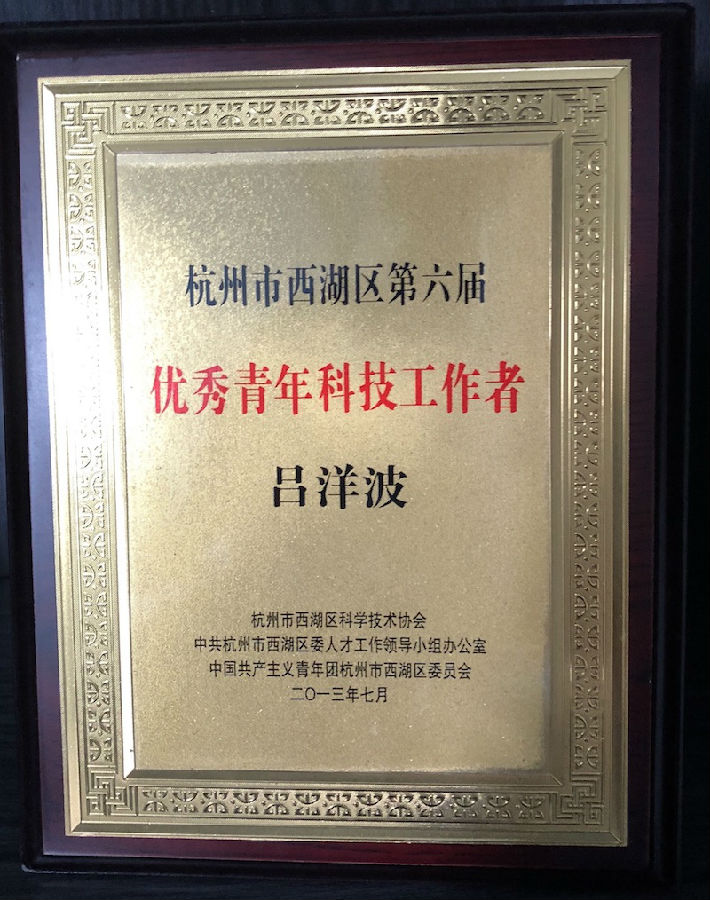 杭州市西湖区第六届
优秀青年科技工作者
吕洋波
杭州市西湖区科学技术协会
中共杭州市西湖区委人才工作领导小组办公室
中国共产主义青年团杭州市西湖区委员会
二〇一三年七月